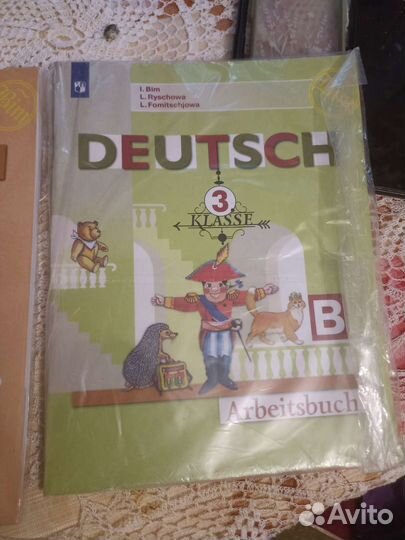 I. Bim
L. Ryschowa
L. Fomitschjowa
DEUTSCH
3.
KLASSE
B
Arbeitsbuch
Avito